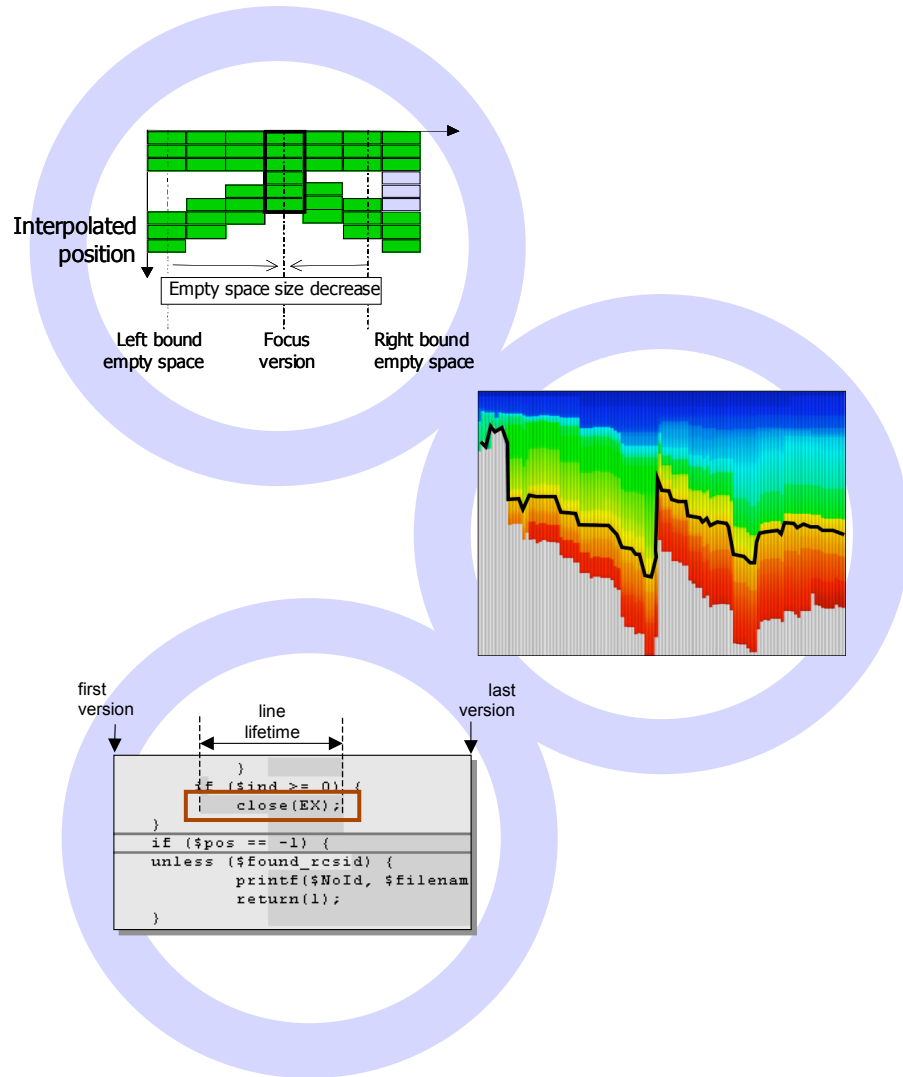 Interpolated
position
Empty space size decrease
Left bound
empty space
Focus
version
Right bound
empty space
first
version
line
lifetime
last
version
}
if ($ind >= 0) {
close(EX);
}
if ($pos == -1) {
unless ($found_rcsid) {
printf($NoId, $filenam
return(1);
}